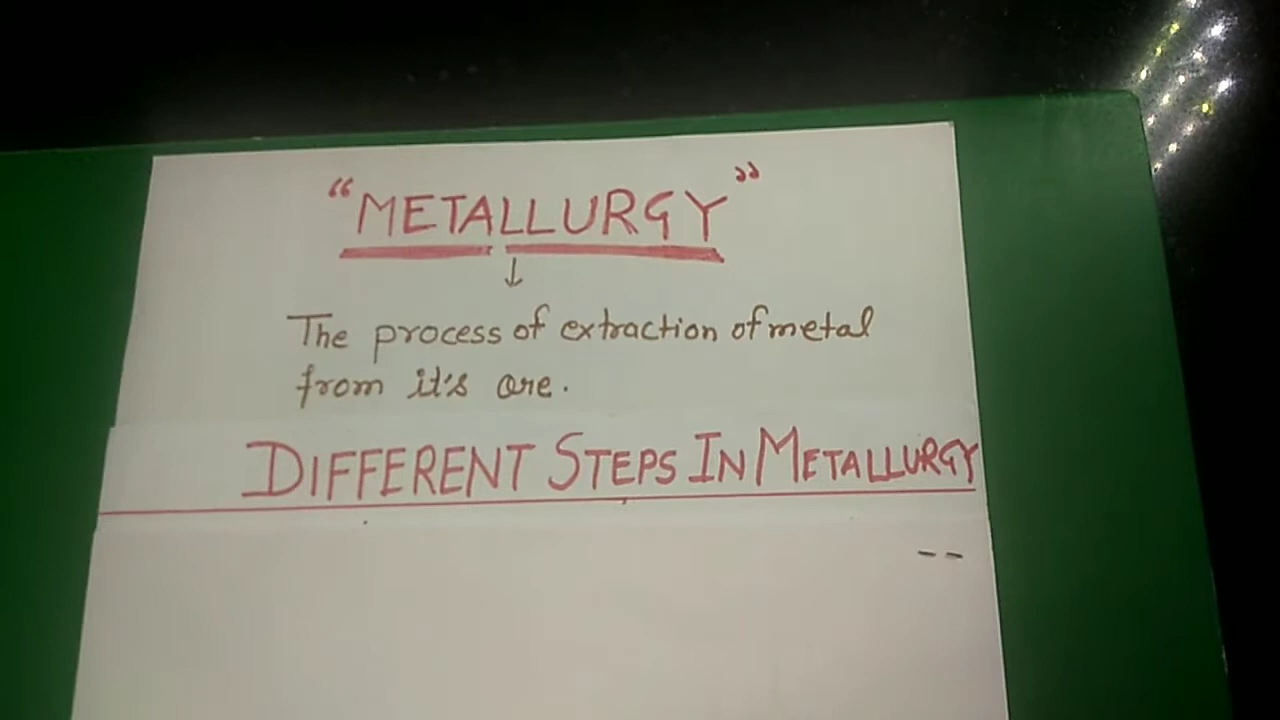 “METALLURGY”
↓
The process of extraction of metal
from it's ore.
DIFFERENT STEPS IN METALLURGY
--